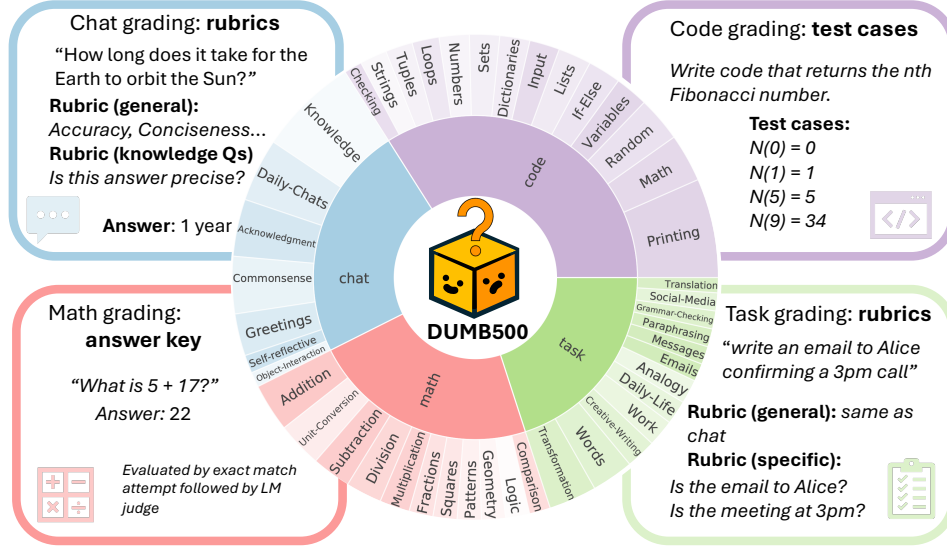 Chat grading: rubrics
“How long does it take for the
Earth to orbit the Sun?”
Rubric (general):
Accuracy, Conciseness...
Rubric (knowledge Qs)
Is this answer precise?
Answer: 1 year
Code grading: test cases
Write code that returns the nth
Fibonacci number.
Test cases:
N(0) = 0
N(1) = 1
N(5) = 5
N(9) = 34
</>
Math grading:
answer key
“What is 5 + 17?”
Answer: 22
Evaluated by exact match
attempt followed by LM
judge
Task grading: rubrics
“write an email to Alice
confirming a 3pm call”
Rubric (general): same as
chat
Rubric (specific):
Is the email to Alice?
Is the meeting at 3pm?
?
DUMB500
code
Checking
Strings
Tuples
Loops
Numbers
Sets
Dictionaries
Input
Lists
If-Else
Variables
Random
Math
Printing
task
Translation
Social-Media
Grammar-Checking
Paraphrasing
Messages
Emails
Analogy
Daily-Life
Work
Creative-Writing
Words
Transformation
math
Comparison
Logic
Geometry
Patterns
Squares
Fractions
Multiplication
Division
Subtraction
Unit-Conversion
Addition
chat
Object-Interaction
Self-reflective
Greetings
Commonsense
Acknowledgment
Daily-Chats
Knowledge